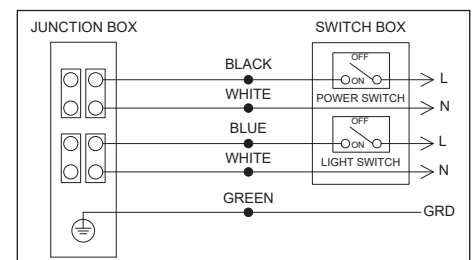 JUNCTION BOX
SWITCH BOX
BLACK
OFF
ON
L
POWER SWITCH
WHITE
N
BLUE
OFF
ON
L
LIGHT SWITCH
WHITE
N
GREEN
GRD